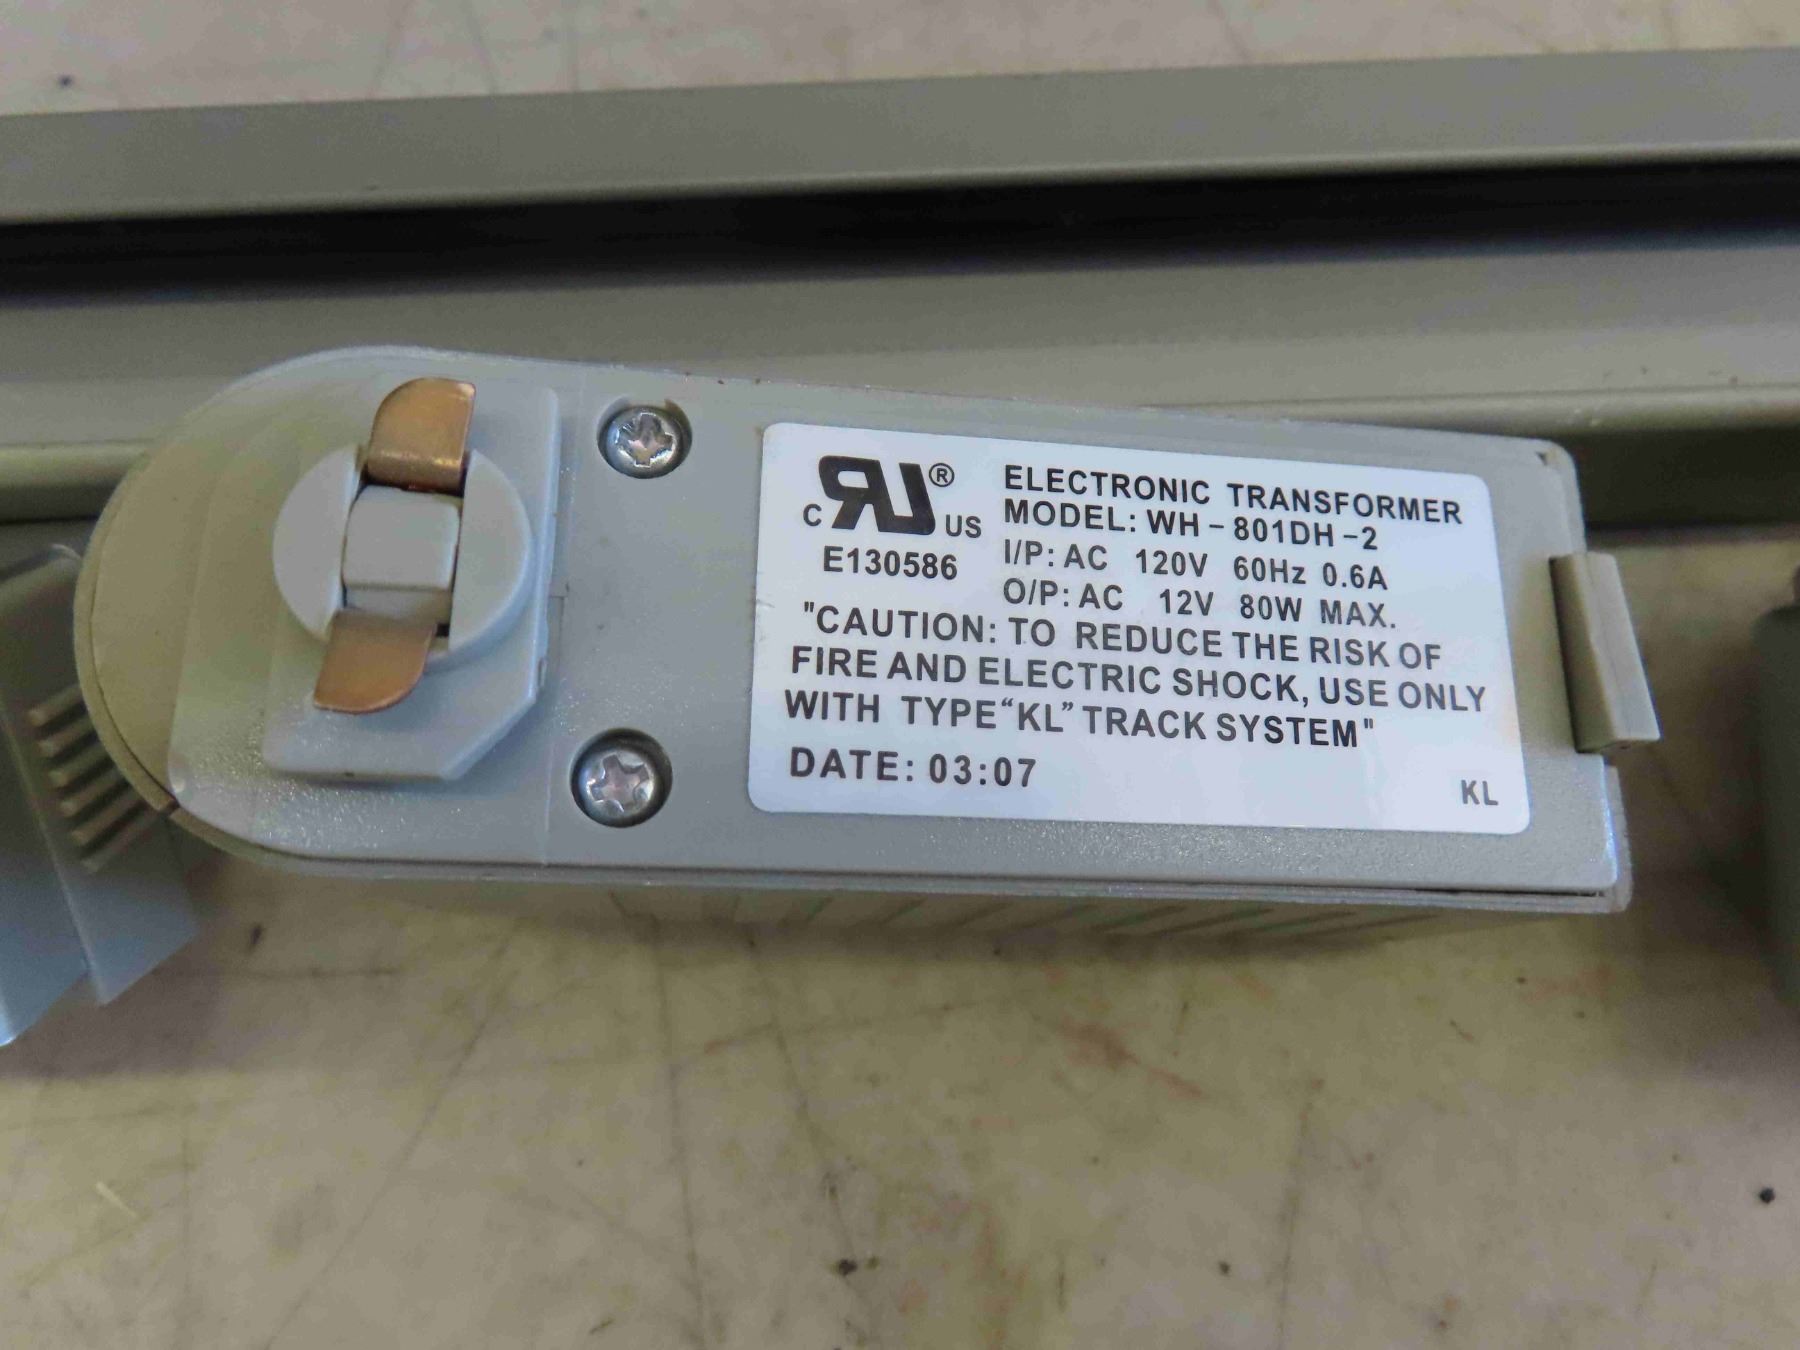 ELECTRONIC TRANSFORMER
MODEL: WH-801DH-2
I/P: AC 120V 60Hz 0.6A
O/P: AC 12V 80W MAX.
C RU® US
E130586
"CAUTION: TO REDUCE THE RISK OF
FIRE AND ELECTRIC SHOCK, USE ONLY
WITH TYPE“KL” TRACK SYSTEM"
DATE: 03:07
KL